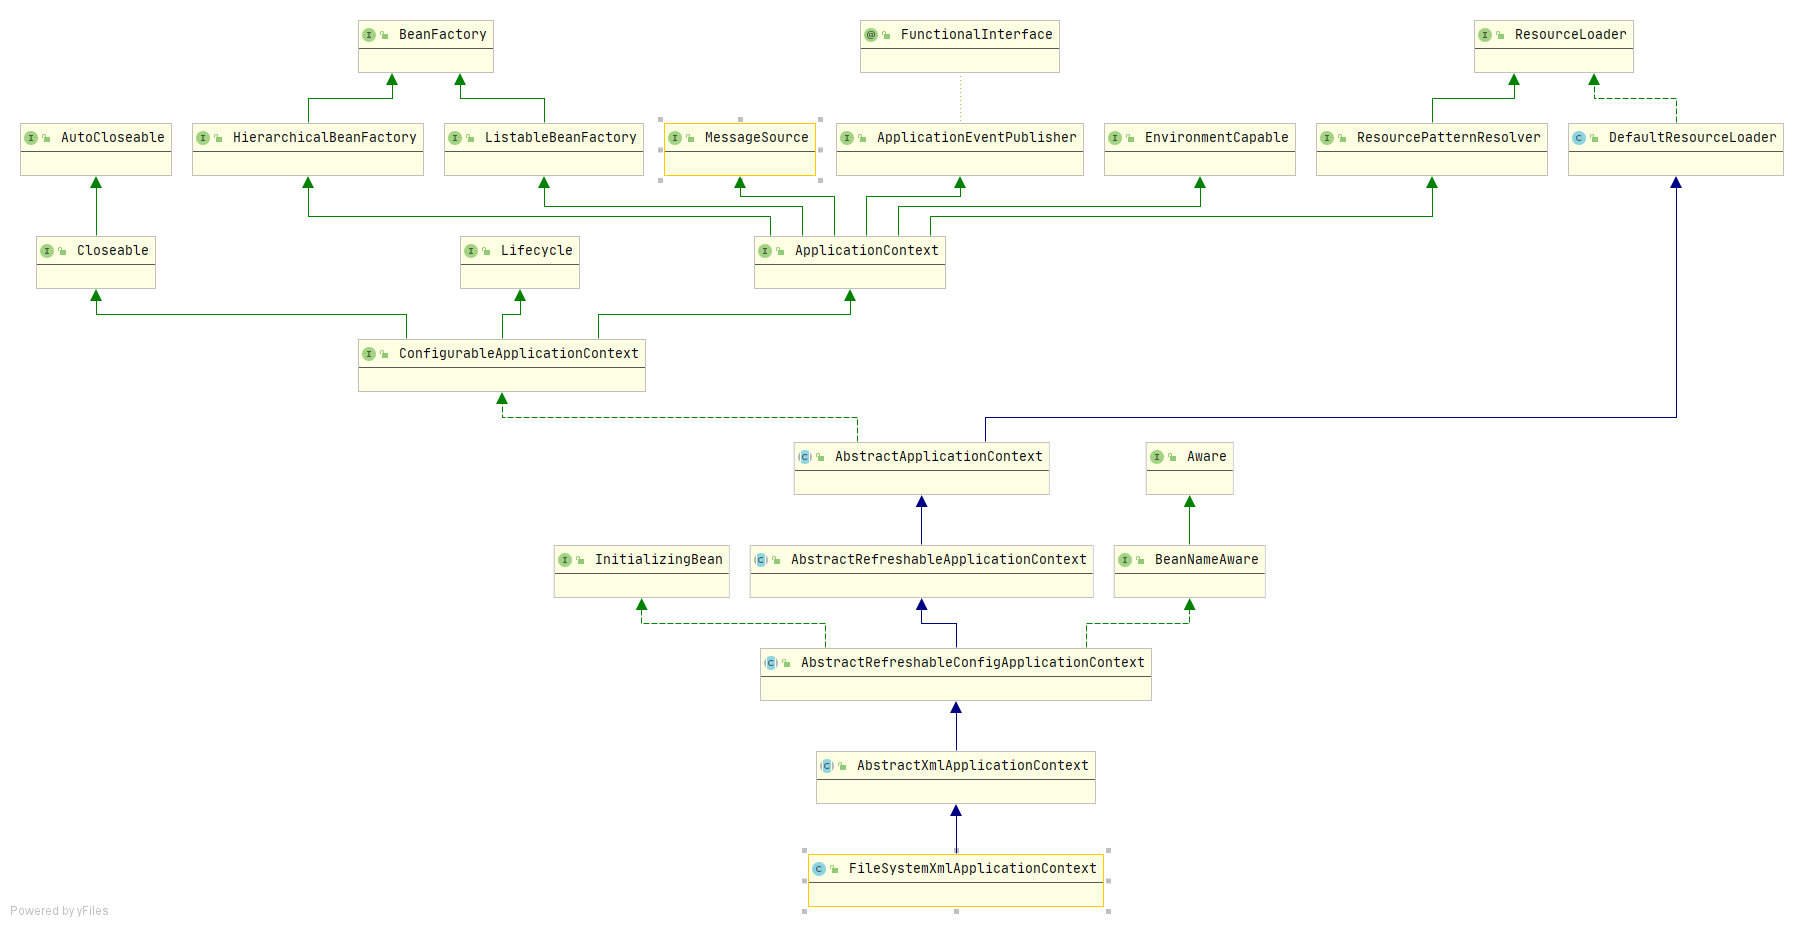 BeanFactory
FunctionalInterface
ResourceLoader
AutoCloseable
HierarchicalBeanFactory
ListableBeanFactory
MessageSource
ApplicationEventPublisher
EnvironmentCapable
ResourcePatternResolver
DefaultResourceLoader
Closeable
Lifecycle
ApplicationContext
ConfigurableApplicationContext
AbstractApplicationContext
Aware
InitializingBean
AbstractRefreshableApplicationContext
BeanNameAware
AbstractRefreshableConfigApplicationContext
AbstractXmlApplicationContext
FileSystemXmlApplicationContext
Powered by yFiles